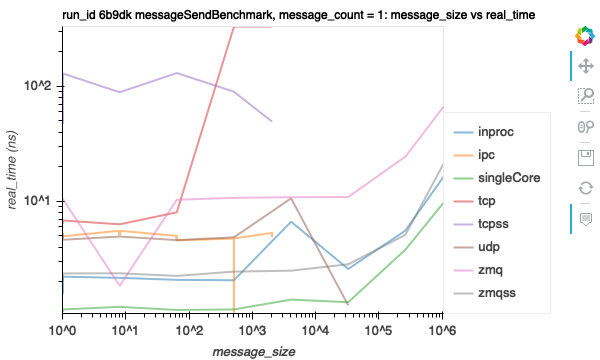 run_id 6b9dk messageSendBenchmark, message_count = 1: message_size vs real_time
real_time (ns)
10^2
10^1
10^0
10^1
10^2
10^3
10^4
10^5
10^6
message_size
inproc
ipc
singleCore
tcp
tcpss
udp
zmq
zmqss